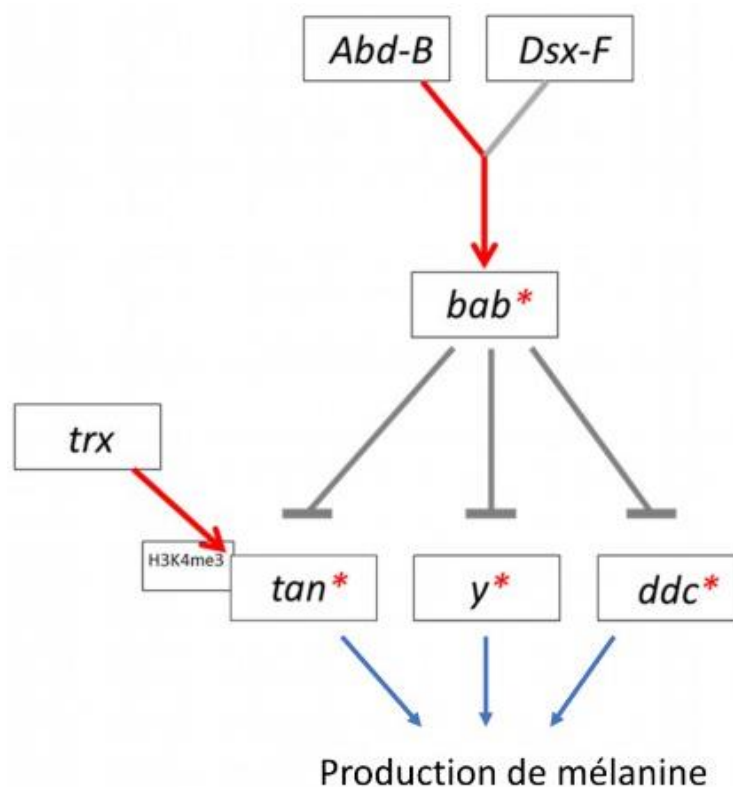 Abd-B Dsx-F
bab*
trx
H3K4me3
tan* y* ddc*
Production de mélanine